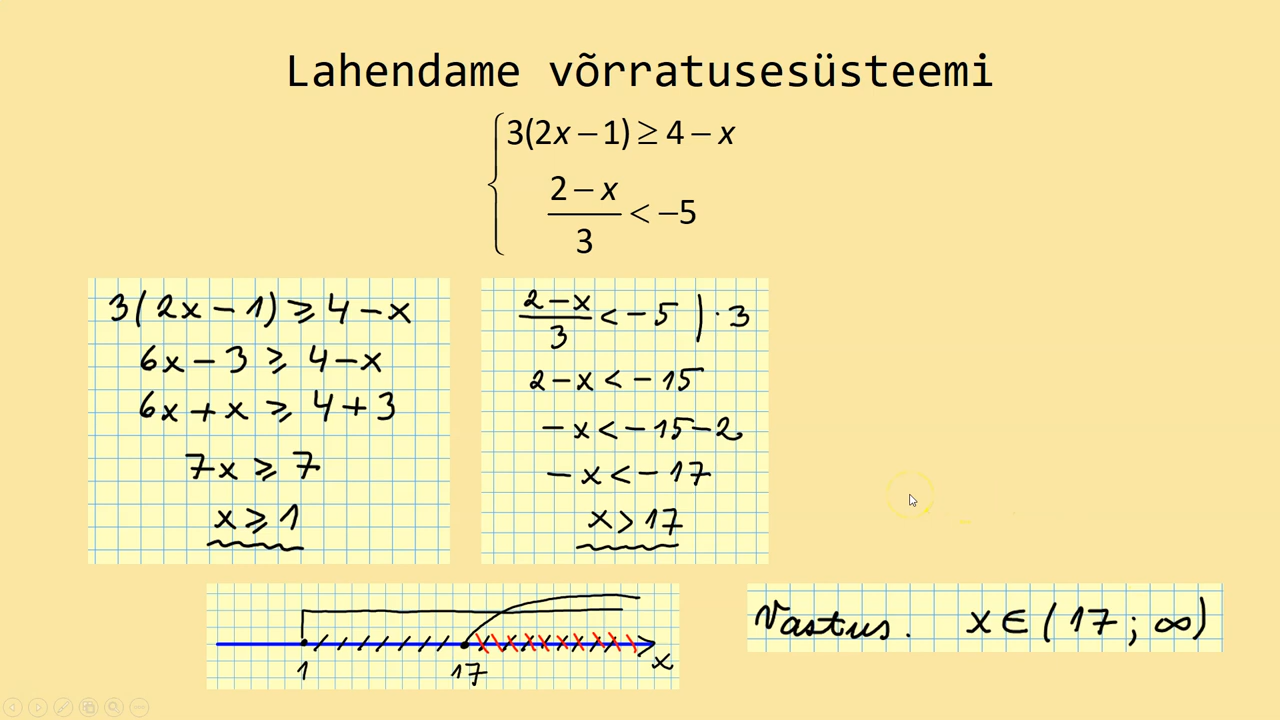 Lahendame võrratusesüsteemi
3(2x − 1) ≥ 4 − x
2 − x
3
< −5
3(2x − 1) ≥ 4 − x
6x − 3 ≥ 4 − x
6x + x ≥ 4 + 3
7x ≥ 7
x ≥ 1
2 − x
3
< −5 | · 3
2 − x < −15
−x < −15 − 2
−x < −17
x > 17
1 17 x
Vastus. x ∈ (17; ∞)